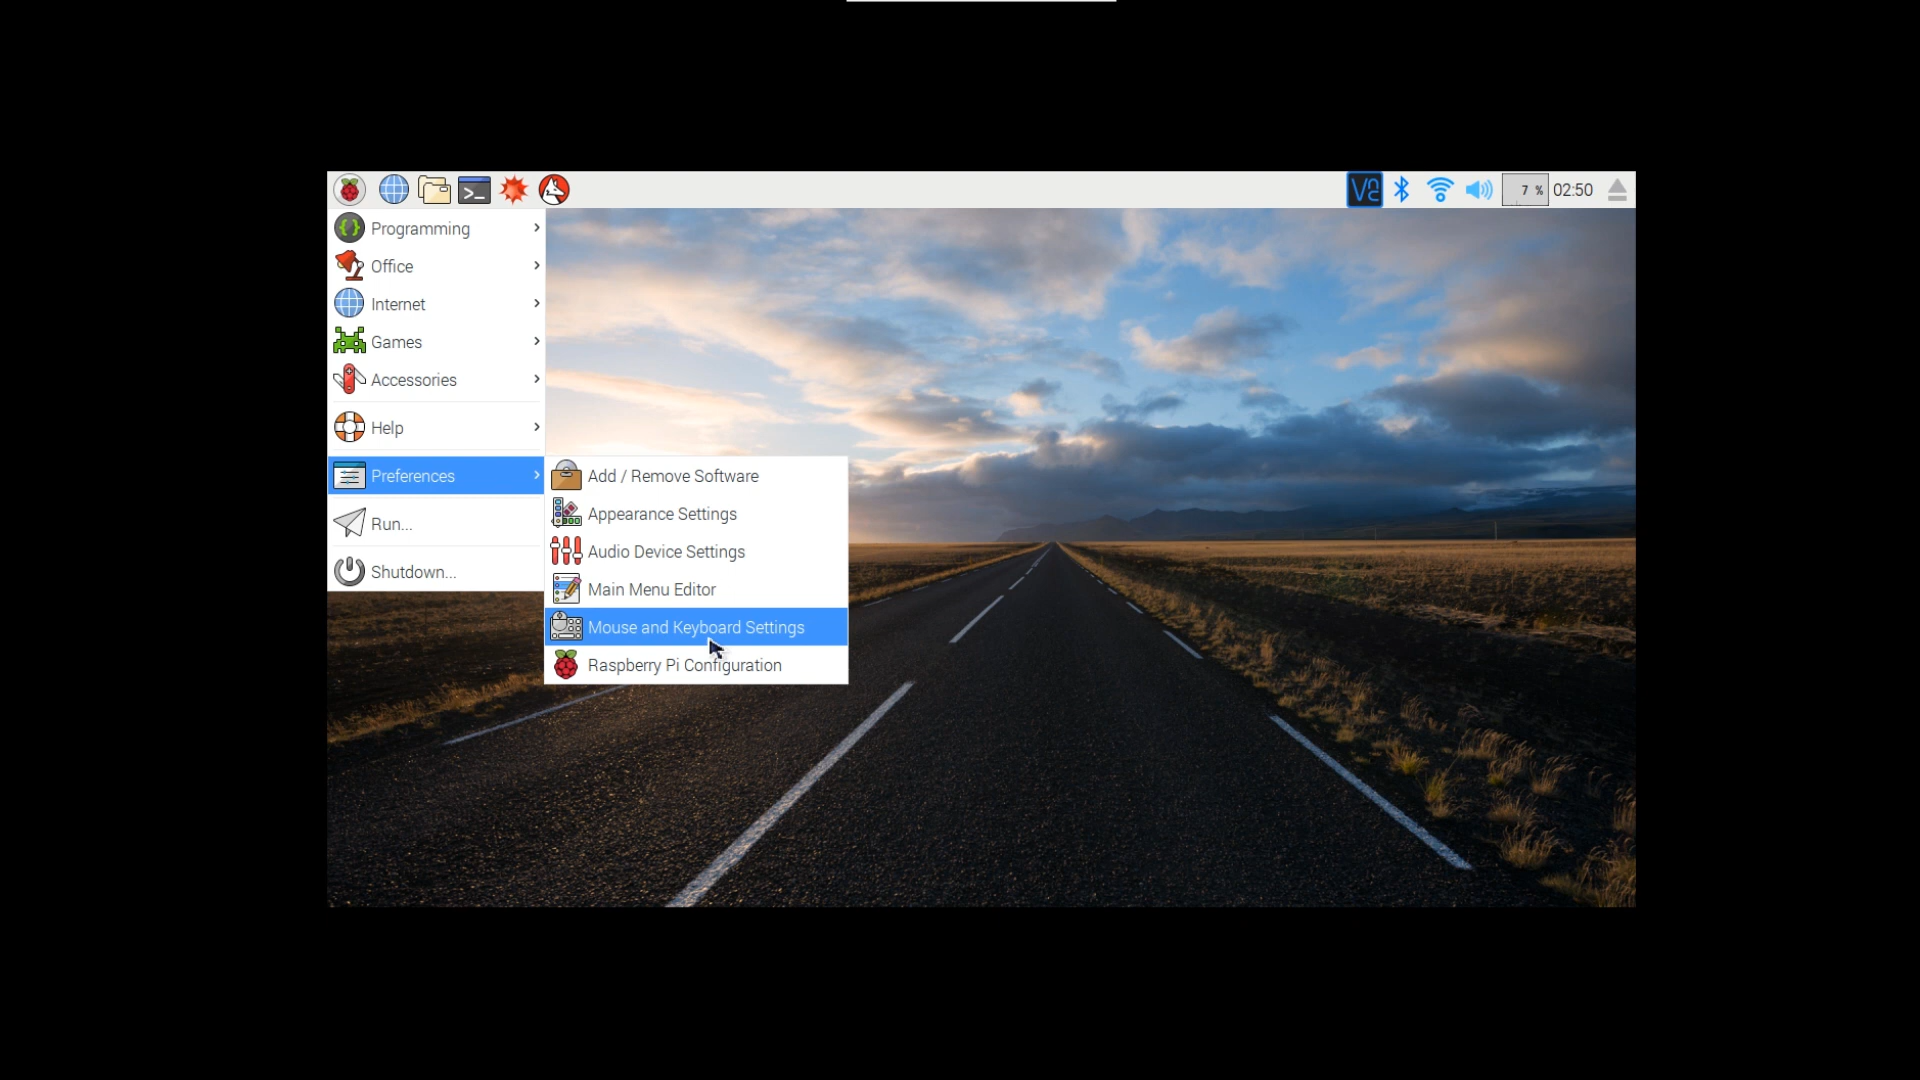 VNC
7 %
02:50
Programming
Office
Internet
Games
Accessories
Help
Preferences
Run...
Shutdown...
Add / Remove Software
Appearance Settings
Audio Device Settings
Main Menu Editor
Mouse and Keyboard Settings
Raspberry Pi Configuration